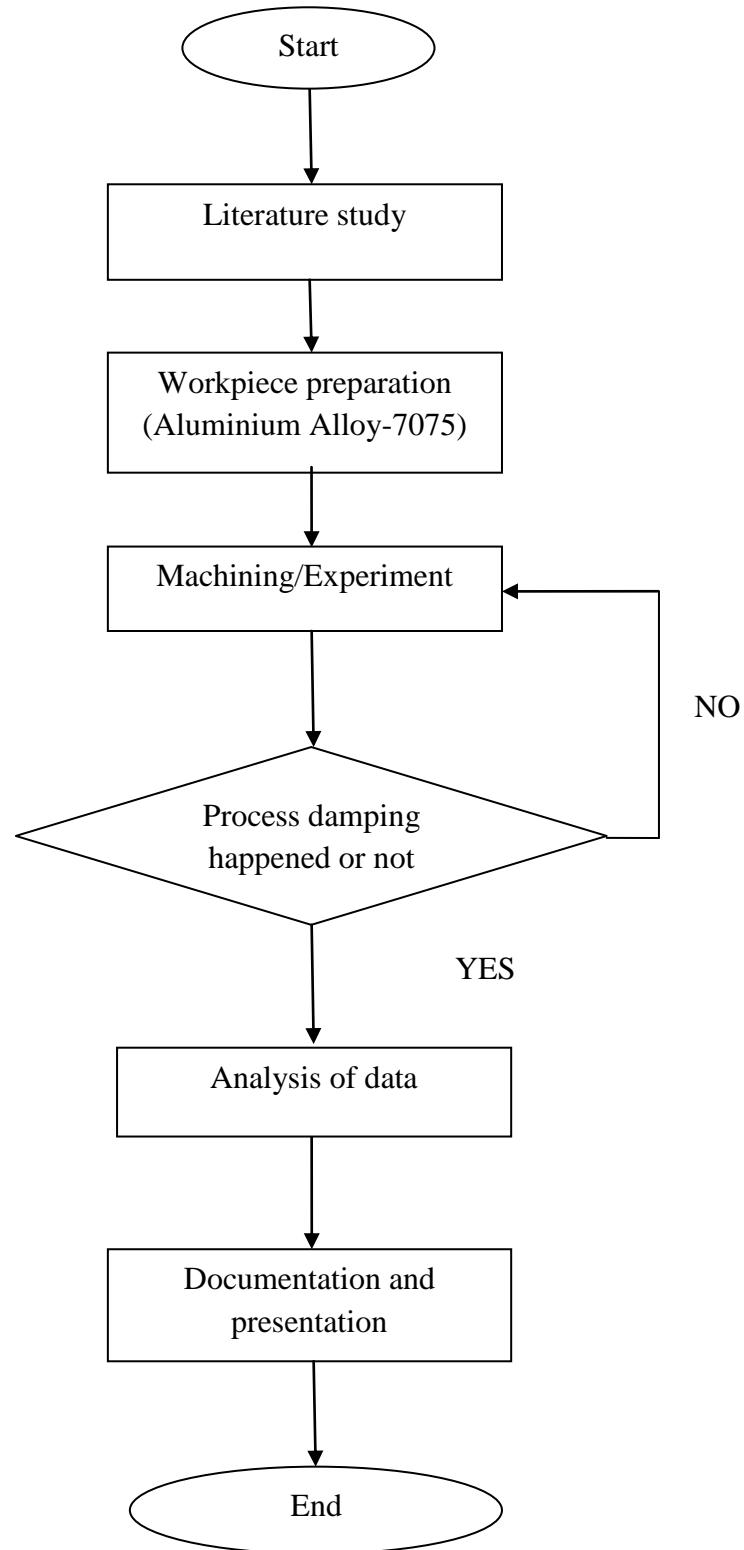 Start
Literature study
Workpiece preparation
(Aluminium Alloy-7075)
Machining/Experiment
NO
Process damping
happened or not
YES
Analysis of data
Documentation and
presentation
End